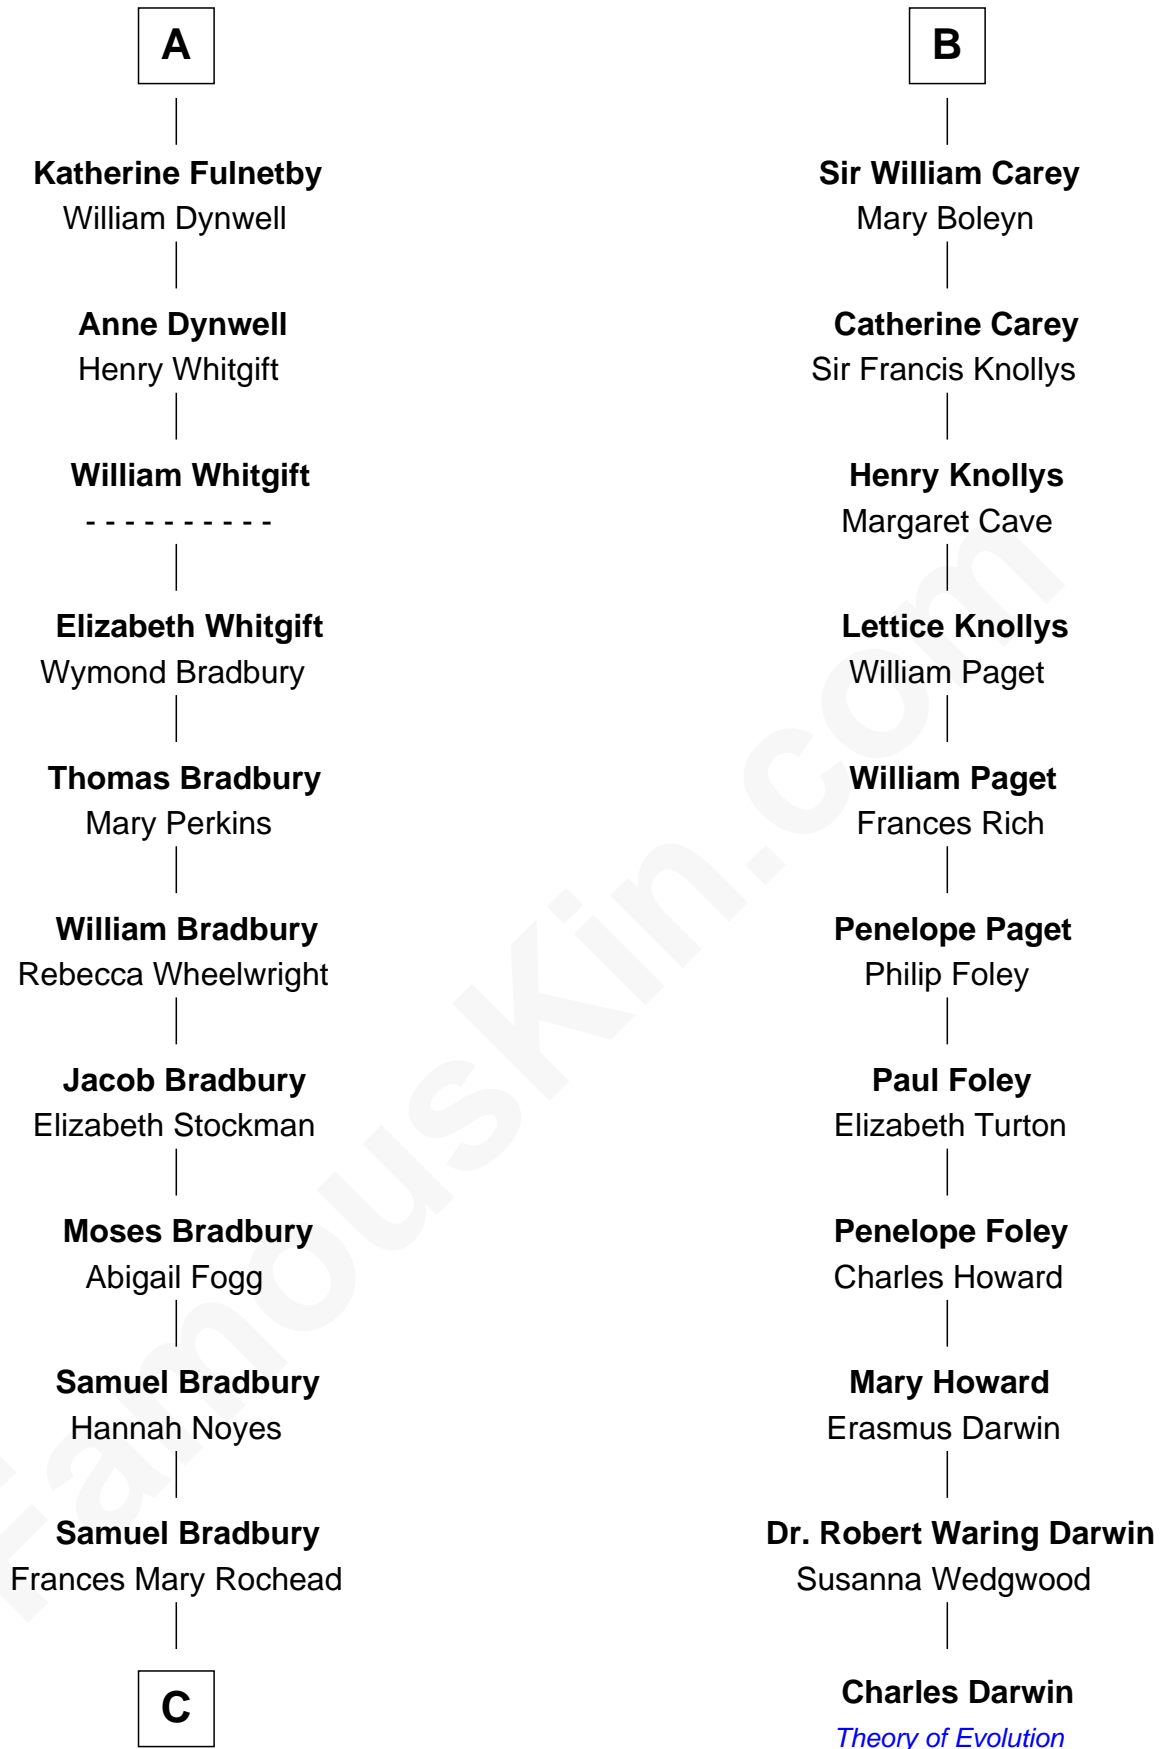 A
Katherine Fulnetby
William Dynwell
Anne Dynwell
Henry Whitgift
William Whitgift
- - - - - - - - - -
Elizabeth Whitgift
Wymond Bradbury
Thomas Bradbury
Mary Perkins
William Bradbury
Rebecca Wheelwright
Jacob Bradbury
Elizabeth Stockman
Moses Bradbury
Abigail Fogg
Samuel Bradbury
Hannah Noyes
Samuel Bradbury
Frances Mary Rochead
C
B
Sir William Carey
Mary Boleyn
Catherine Carey
Sir Francis Knollys
Henry Knollys
Margaret Cave
Lettice Knollys
William Paget
William Paget
Frances Rich
Penelope Paget
Philip Foley
Paul Foley
Elizabeth Turton
Penelope Foley
Charles Howard
Mary Howard
Erasmus Darwin
Dr. Robert Waring Darwin
Susanna Wedgwood
Charles Darwin
Theory of Evolution
FamousKin.com